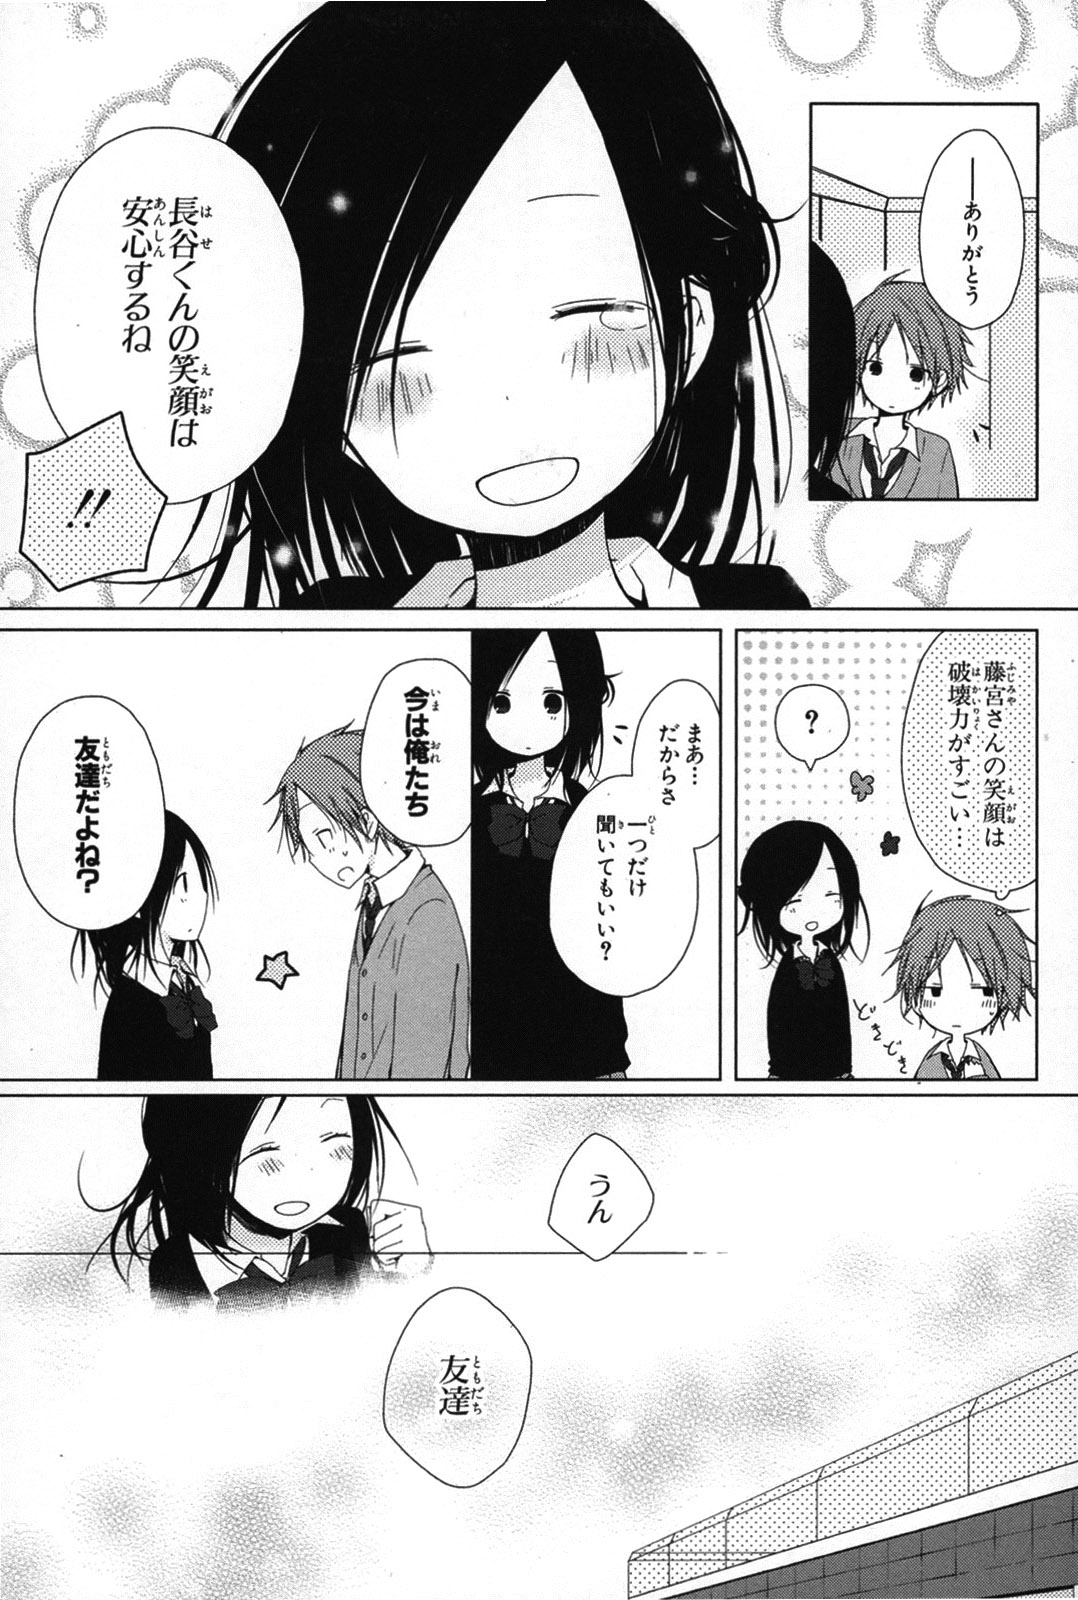 ―ありがとう
長谷くんの笑顔は
安心するね
!!
藤宮さんの笑顔は
破壊力がすごい…
?
どきどき
まあ…
だからさ
一つだけ
聞いてもいい?
今は俺たち
友達だよね?
うん
友達